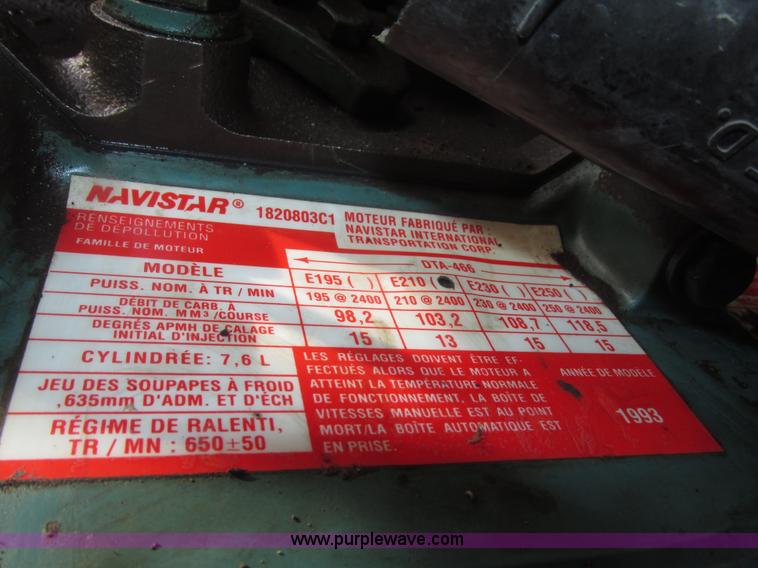 NAVISTAR® 1820803C1 MOTEUR FABRIQUÉ PAR :
NAVISTAR INTERNATIONAL
TRANSPORTATION CORP.
RENSEIGNEMENTS
DE DÉPOLLUTION
FAMILLE DE MOTEUR
DTA-466
MODÈLE E195 ( ) E210 ( ) E230 ( ) E250 ( )
PUISS. NOM. À TR / MIN 195 @ 2400 210 @ 2400 230 @ 2400 250 @ 2400
DÉBIT DE CARB. À
PUISS. NOM. MM³/COURSE 98,2 103,2 108,7 118,5
DEGRÉS APMH DE CALAGE
INITIAL D'INJECTION 15 13 15 15
CYLINDRÉE: 7,6 L
JEU DES SOUPAPES À FROID
,635mm D'ADM. ET D'ÉCH
RÉGIME DE RALENTI,
TR / MN : 650±50
LES RÉGLAGES DOIVENT ÊTRE EF-
FECTUÉS ALORS QUE LE MOTEUR A
ATTEINT LA TEMPÉRATURE NORMALE
DE FONCTIONNEMENT. LA BOÎTE DE
VITESSES MANUELLE EST AU POINT
MORT/LA BOÎTE AUTOMATIQUE EST
EN PRISE.
ANNÉE DE MODÈLE
1993
www.purplewave.com